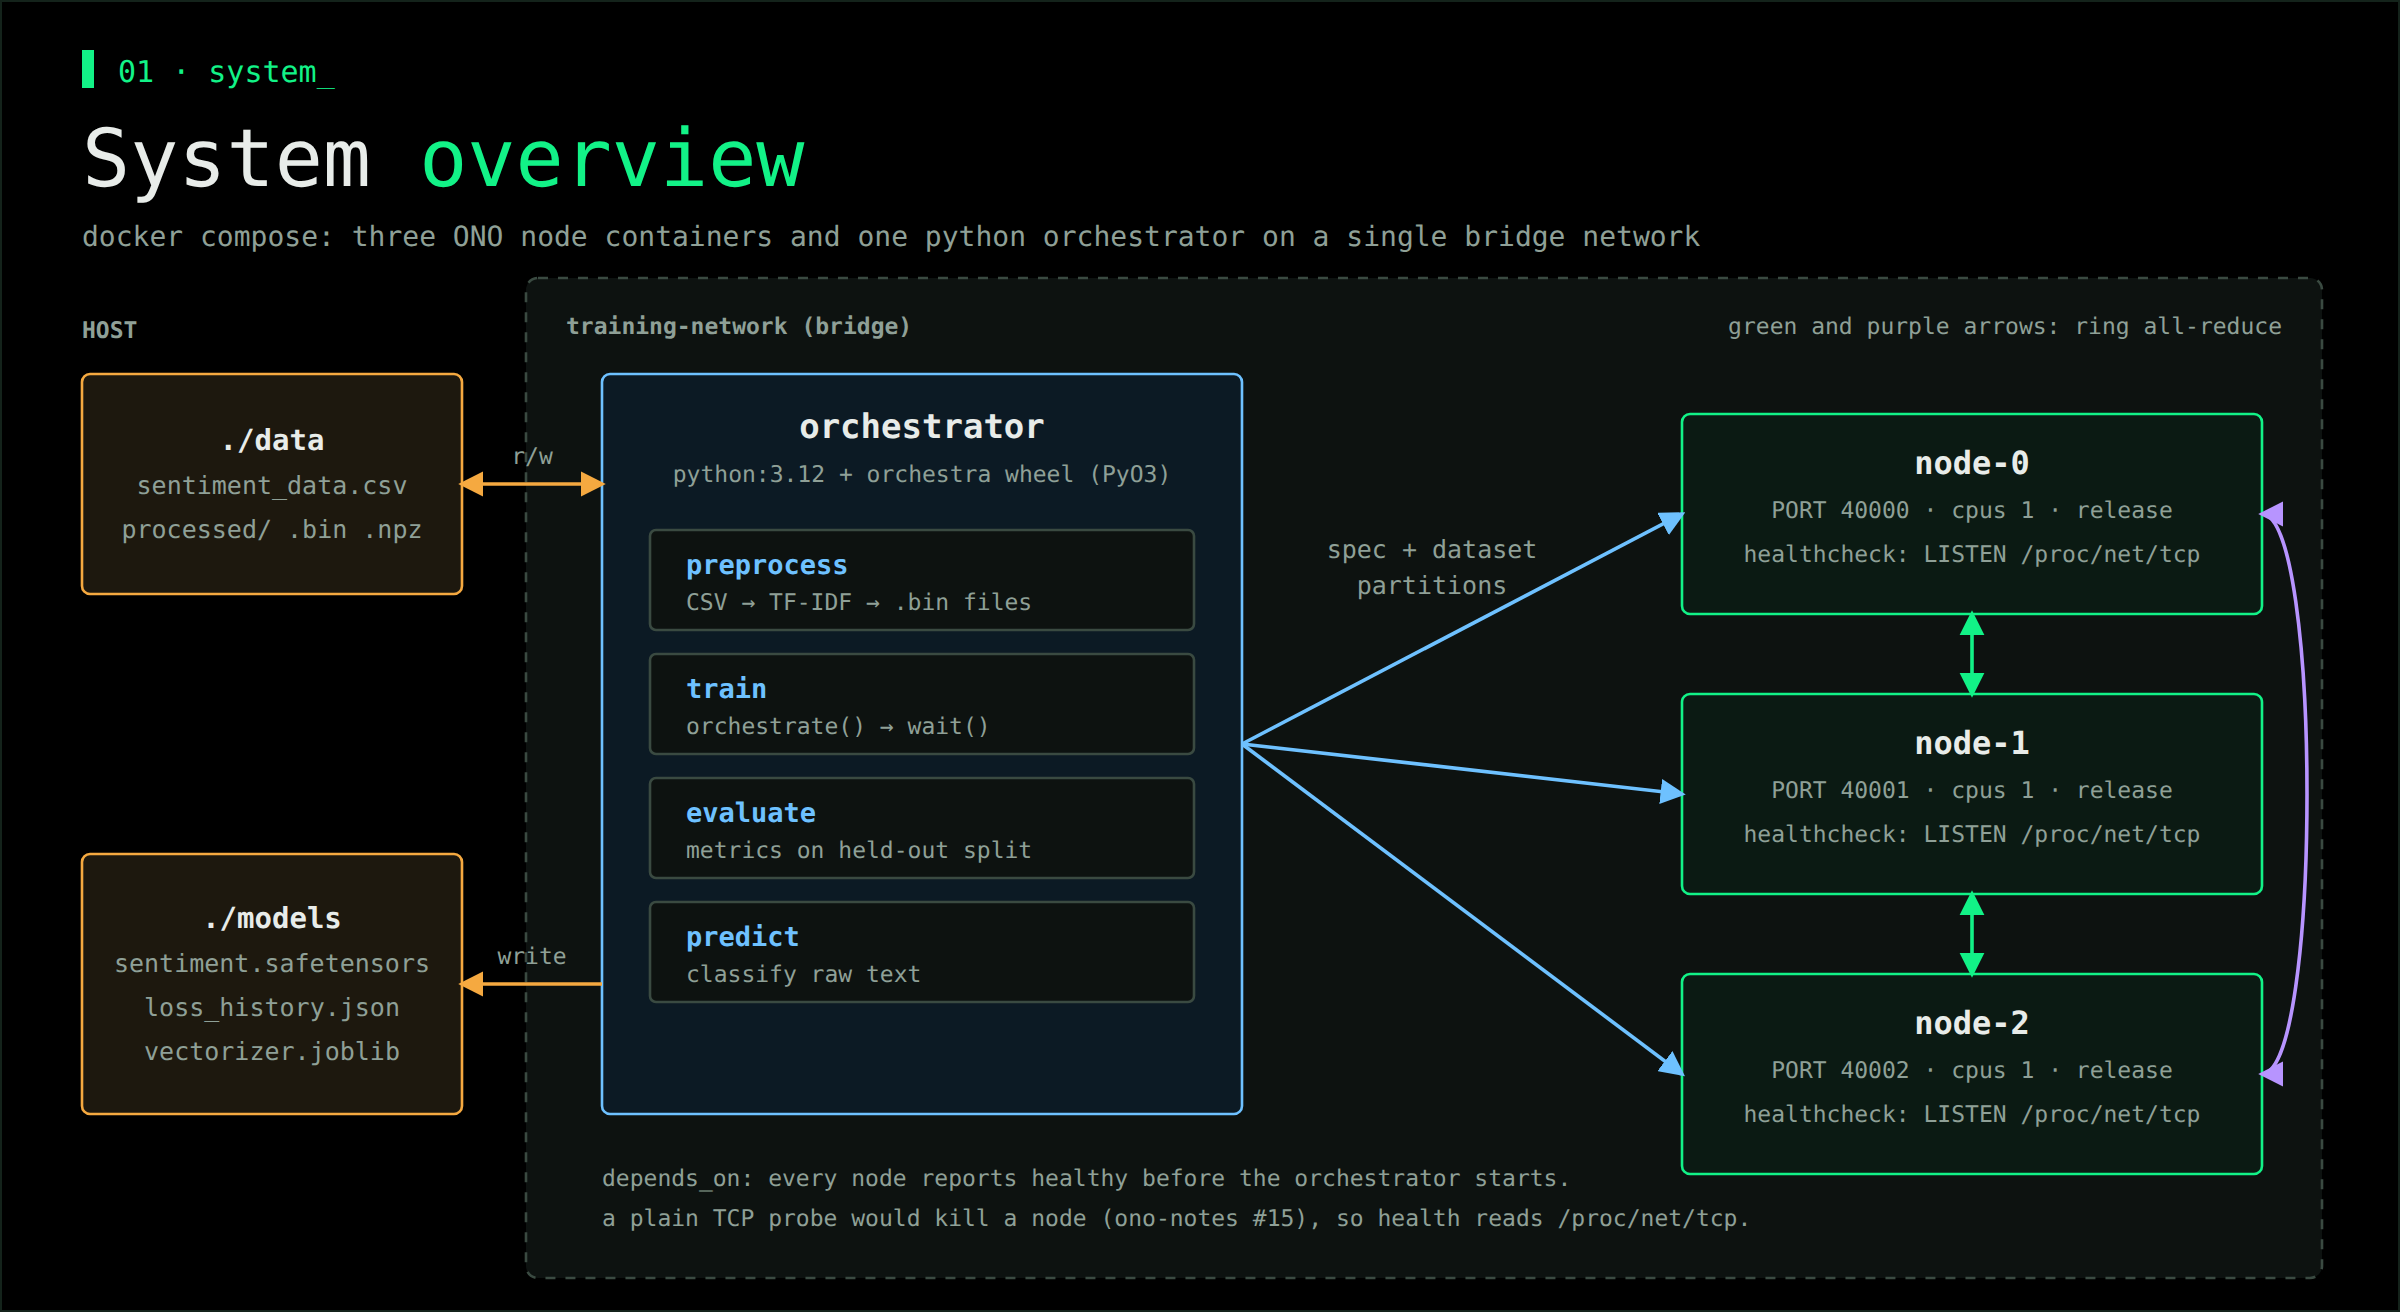 01 · system_
System overview
docker compose: three ONO node containers and one python orchestrator on a single bridge network
HOST
./data
sentiment_data.csv
processed/ .bin .npz
./models
sentiment.safetensors
loss_history.json
vectorizer.joblib
r/w
write
training-network (bridge)
green and purple arrows: ring all-reduce
orchestrator
python:3.12 + orchestra wheel (PyO3)
preprocess
CSV → TF-IDF → .bin files
train
orchestrate() → wait()
evaluate
metrics on held-out split
predict
classify raw text
spec + dataset
partitions
node-0
PORT 40000 · cpus 1 · release
healthcheck: LISTEN /proc/net/tcp
node-1
PORT 40001 · cpus 1 · release
healthcheck: LISTEN /proc/net/tcp
node-2
PORT 40002 · cpus 1 · release
healthcheck: LISTEN /proc/net/tcp
depends_on: every node reports healthy before the orchestrator starts.
a plain TCP probe would kill a node (ono-notes #15), so health reads /proc/net/tcp.